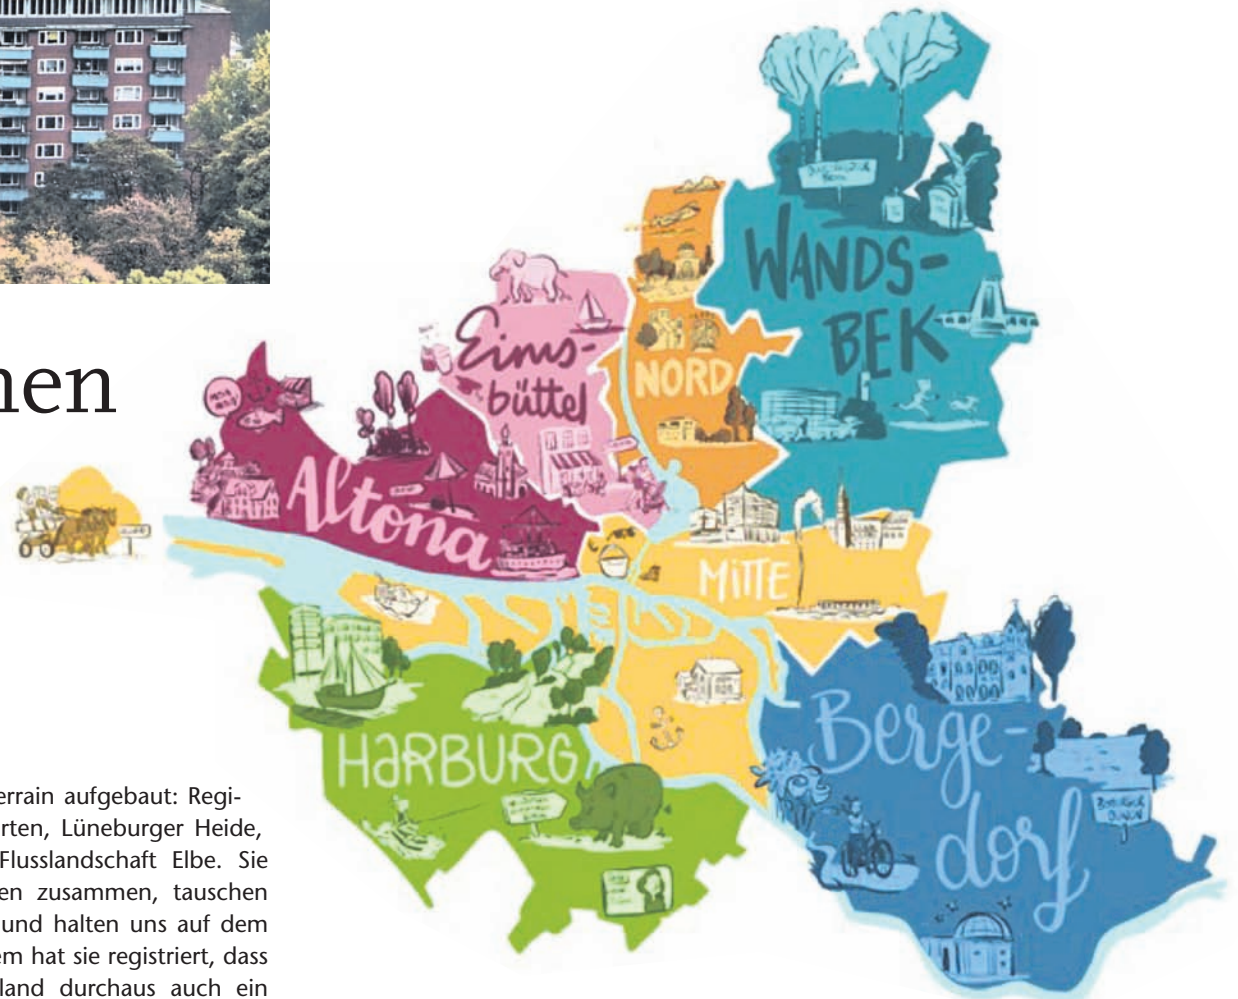 nen
WANDS-
BEK
NORD
Eims-
büttel
Altona
MITTE
HARBURG
Berge-
dorf
errain aufgebaut: Regi-
rten, Lüneburger Heide,
Flusslandschaft Elbe. Sie
en zusammen, tauschen
und halten uns auf dem
em hat sie registriert, dass
land durchaus auch ein